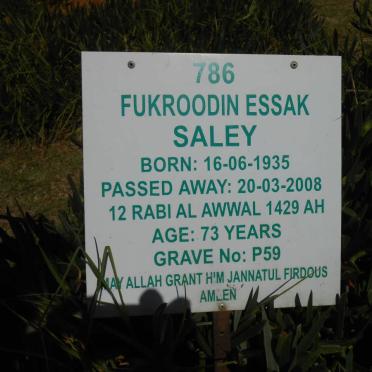 786
FUKROODIN ESSAK
SALEY
BORN: 16-06-1935
PASSED AWAY: 20-03-2008
12 RABI AL AWWAL 1429 AH
AGE: 73 YEARS
GRAVE No: P59
MAY ALLAH GRANT HIM JANNATUL FIRDOUS
AMEEN